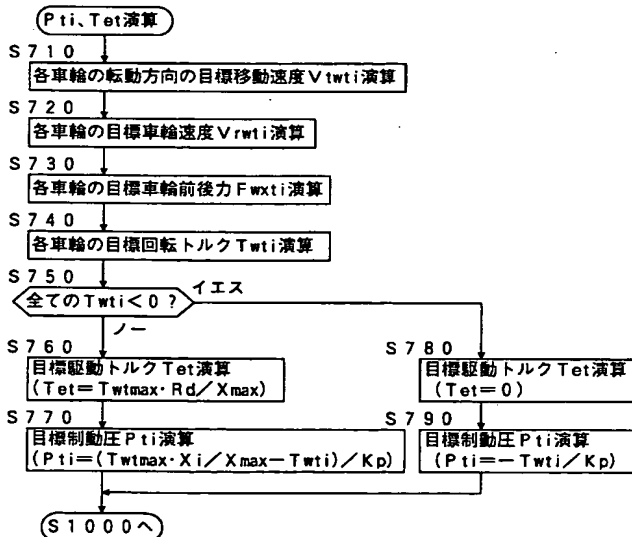 Pti、Tet演算
S710
各車輪の転動方向の目標移動速度Vtwti演算
S720
各車輪の目標車輪速度Vrwti演算
S730
各車輪の目標車輪前後力Fwxti演算
S740
各車輪の目標回転トルクTwti演算
S750
全てのTwti<0?
イエス
ノー
S760
目標駆動トルクTet演算
(Tet=Twtmax・Rd/Xmax)
S770
目標制動圧Pti演算
(Pti=(Twtmax・Xi/Xmax−Twti)/Kp)
S780
目標駆動トルクTet演算
(Tet=0)
S790
目標制動圧Pti演算
(Pti=−Twti/Kp)
S1000へ